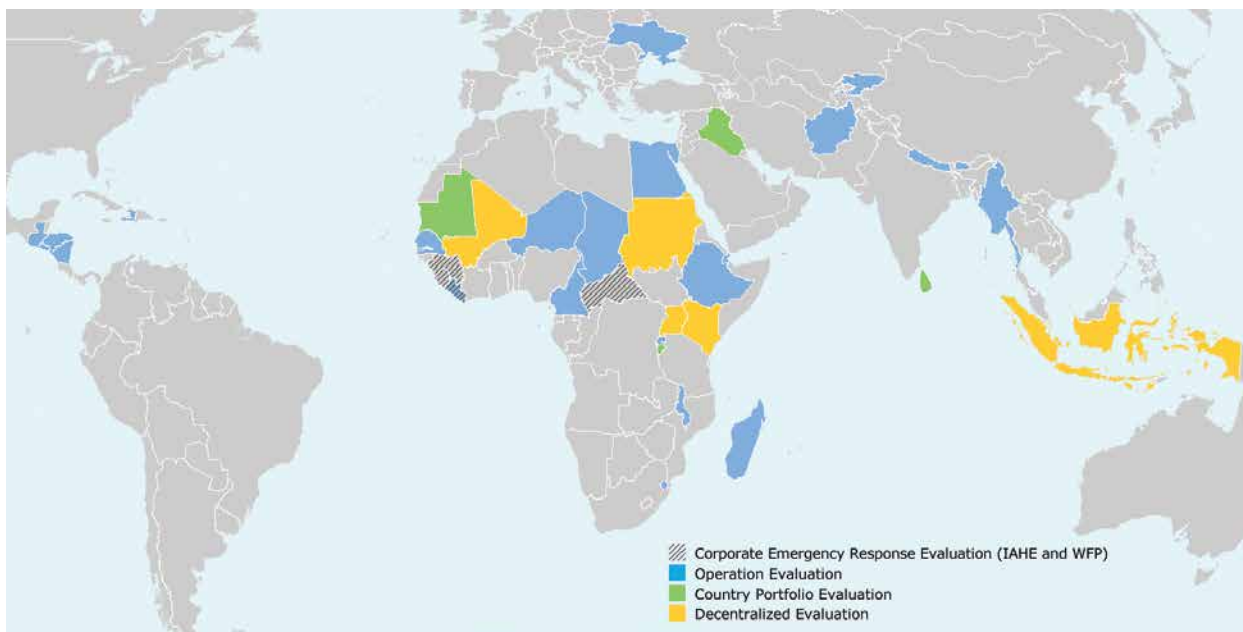 Corporate Emergency Response Evaluation (IAHE and WFP)
Operation Evaluation
Country Portfolio Evaluation
Decentralized Evaluation